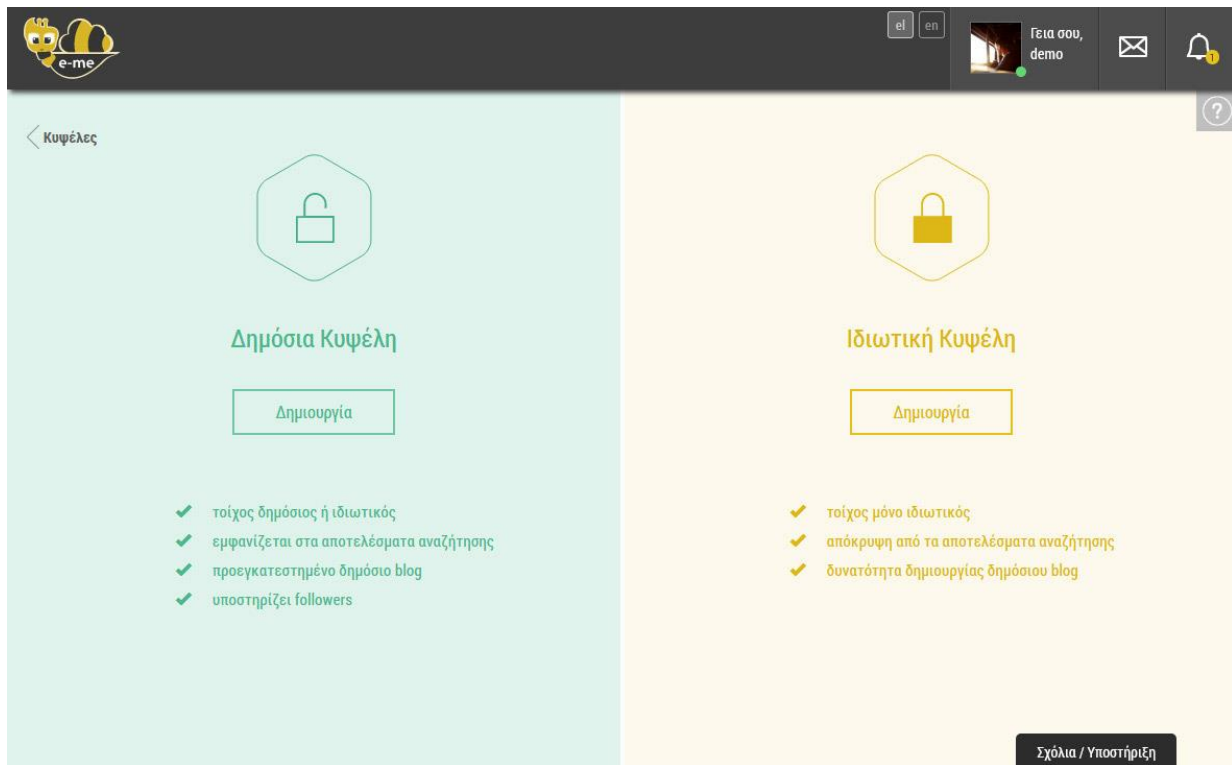 e-me
el en
Γεια σου,
demo
1
?
Κυψέλες
Δημόσια Κυψέλη
Δημιουργία
τοίχος δημόσιος ή ιδιωτικός
εμφανίζεται στα αποτελέσματα αναζήτησης
προεγκατεστημένο δημόσιο blog
υποστηρίζει followers
Ιδιωτική Κυψέλη
Δημιουργία
τοίχος μόνο ιδιωτικός
απόκρυψη από τα αποτελέσματα αναζήτησης
δυνατότητα δημιουργίας δημόσιου blog
Σχόλια / Υποστήριξη